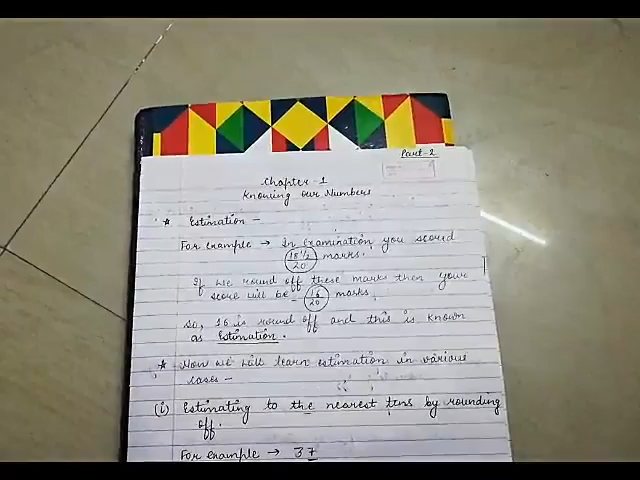 Part-2
Chapter-1
Knowing our Numbers
* Estimation -
For example → In examination you scored
15 1/2/20 marks.
If we round off these marks then your
score will be 16/20 marks.
So, 16 is round off and this is known
as Estimation.
* Now we will learn estimation in various
cases -
(i) Estimating to the nearest tens by rounding
off.
For example → 37